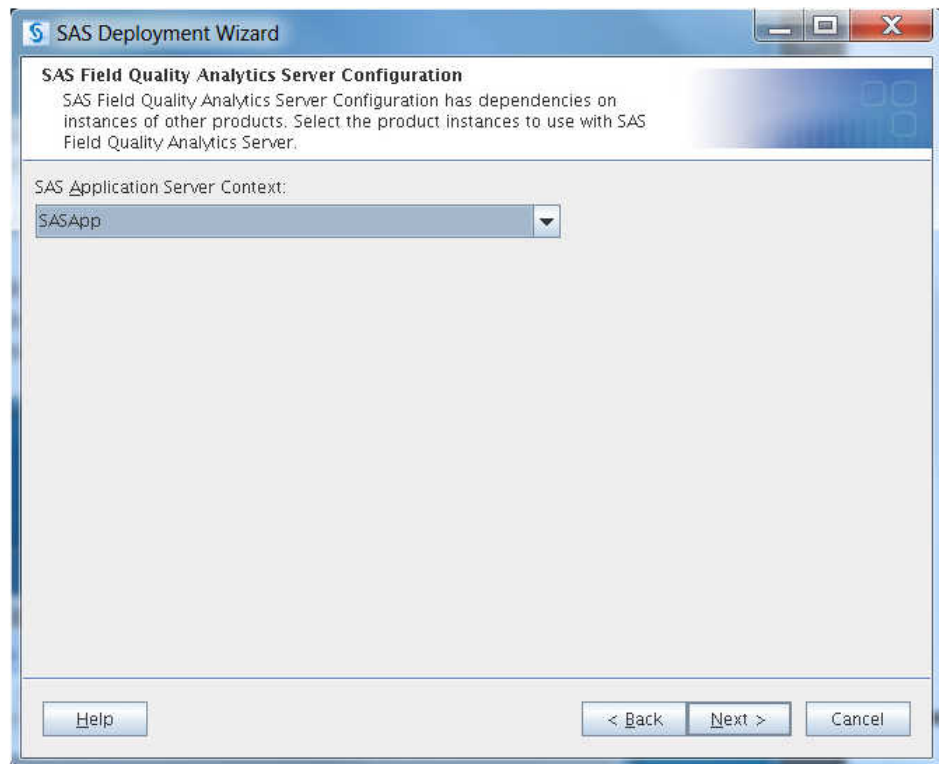 SAS Deployment Wizard
SAS Field Quality Analytics Server Configuration
SAS Field Quality Analytics Server Configuration has dependencies on
instances of other products. Select the product instances to use with SAS
Field Quality Analytics Server.
SAS Application Server Context:
SASApp
Help
< Back
Next >
Cancel